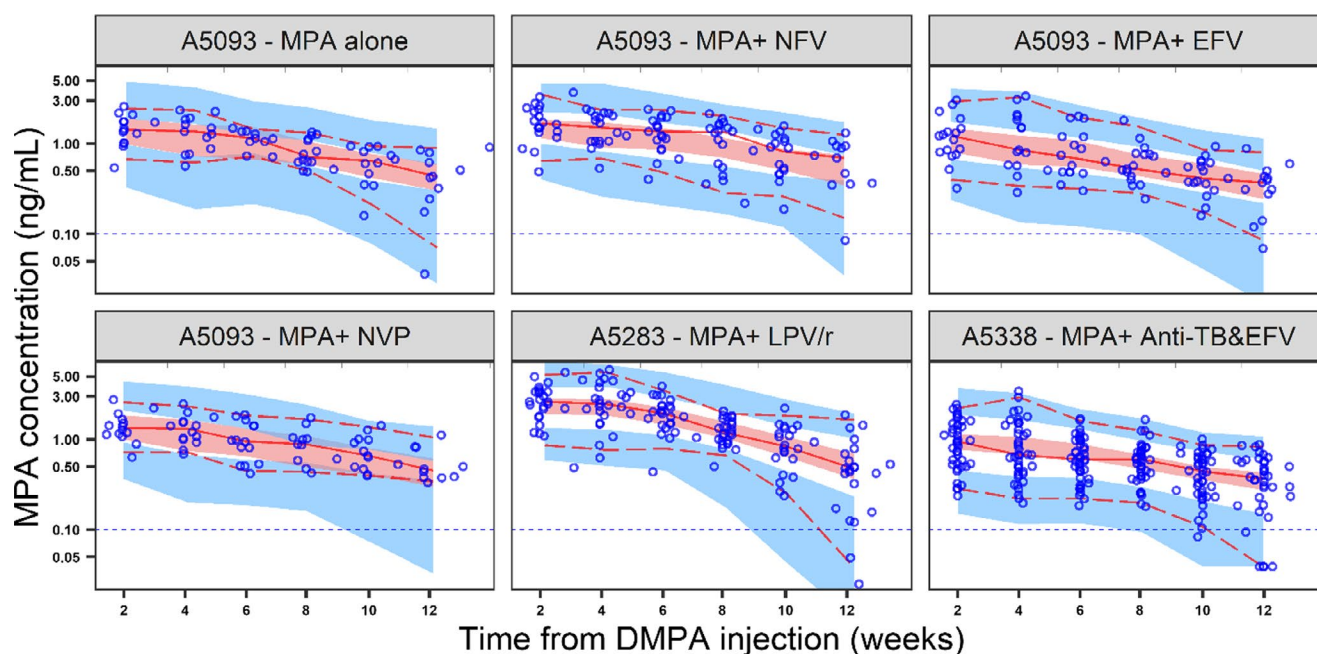 A5093 - MPA alone
A5093 - MPA+ NFV
A5093 - MPA+ EFV
5.00
3.00
1.00
0.50
0.10
0.05
A5093 - MPA+ NVP
A5283 - MPA+ LPV/r
A5338 - MPA+ Anti-TB&EFV
5.00
3.00
1.00
0.50
0.10
0.05
2 4 6 8 10 12
2 4 6 8 10 12
2 4 6 8 10 12
MPA concentration (ng/mL)
Time from DMPA injection (weeks)